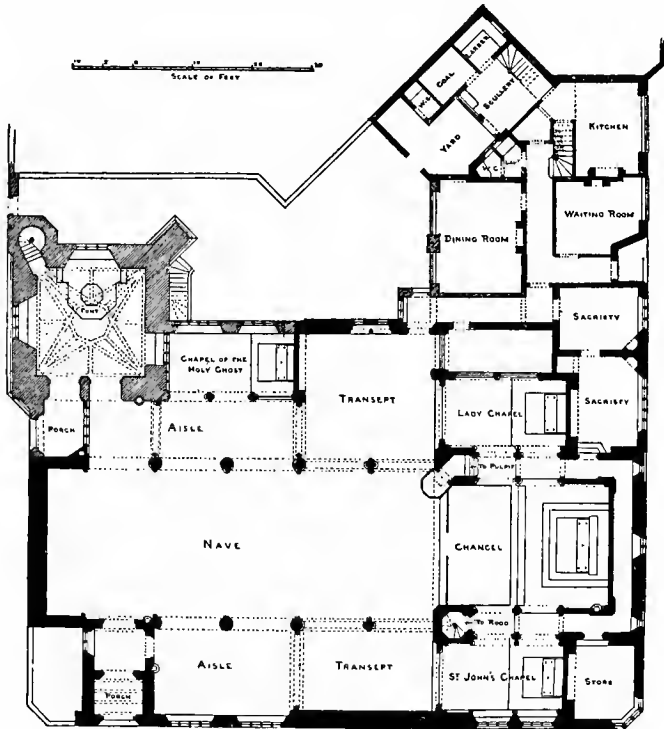 SCALE OF FEET
LARDER
COAL
W.C.
SCULLERY
YARD
KITCHEN
W.C.
WAITING ROOM
DINING ROOM
FONT
SACRISTY
CHAPEL OF THE
HOLY GHOST
TRANSEPT
LADY CHAPEL
SACRISTY
PORCH
AISLE
TO PULPIT
NAVE
CHANCEL
TO ROOD
AISLE
TRANSEPT
ST JOHN'S CHAPEL
STORE
PORCH